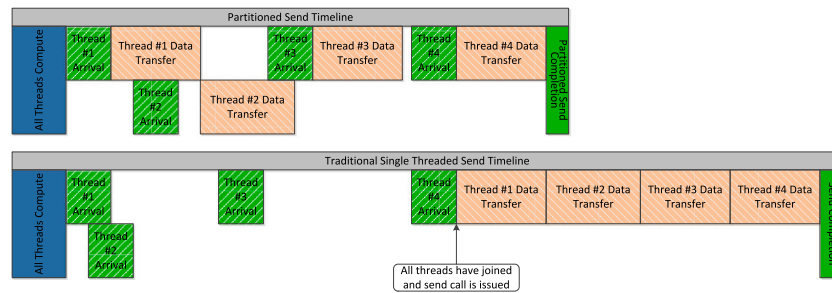 Partitioned Send Timeline
All Threads Compute
Thread
#1
Arrival
Thread #1 Data
Transfer
Thread
#2
Arrival
Thread #2 Data
Transfer
Thread
#3
Arrival
Thread #3 Data
Transfer
Thread
#4
Arrival
Thread #4 Data
Transfer
Partitioned Send
Completion
Traditional Single Threaded Send Timeline
All Threads Compute
Thread
#1
Arrival
Thread
#2
Arrival
Thread
#3
Arrival
Thread
#4
Arrival
Thread #1 Data
Transfer
Thread #2 Data
Transfer
Thread #3 Data
Transfer
Thread #4 Data
Transfer
Send Completion
All threads have joined
and send call is issued